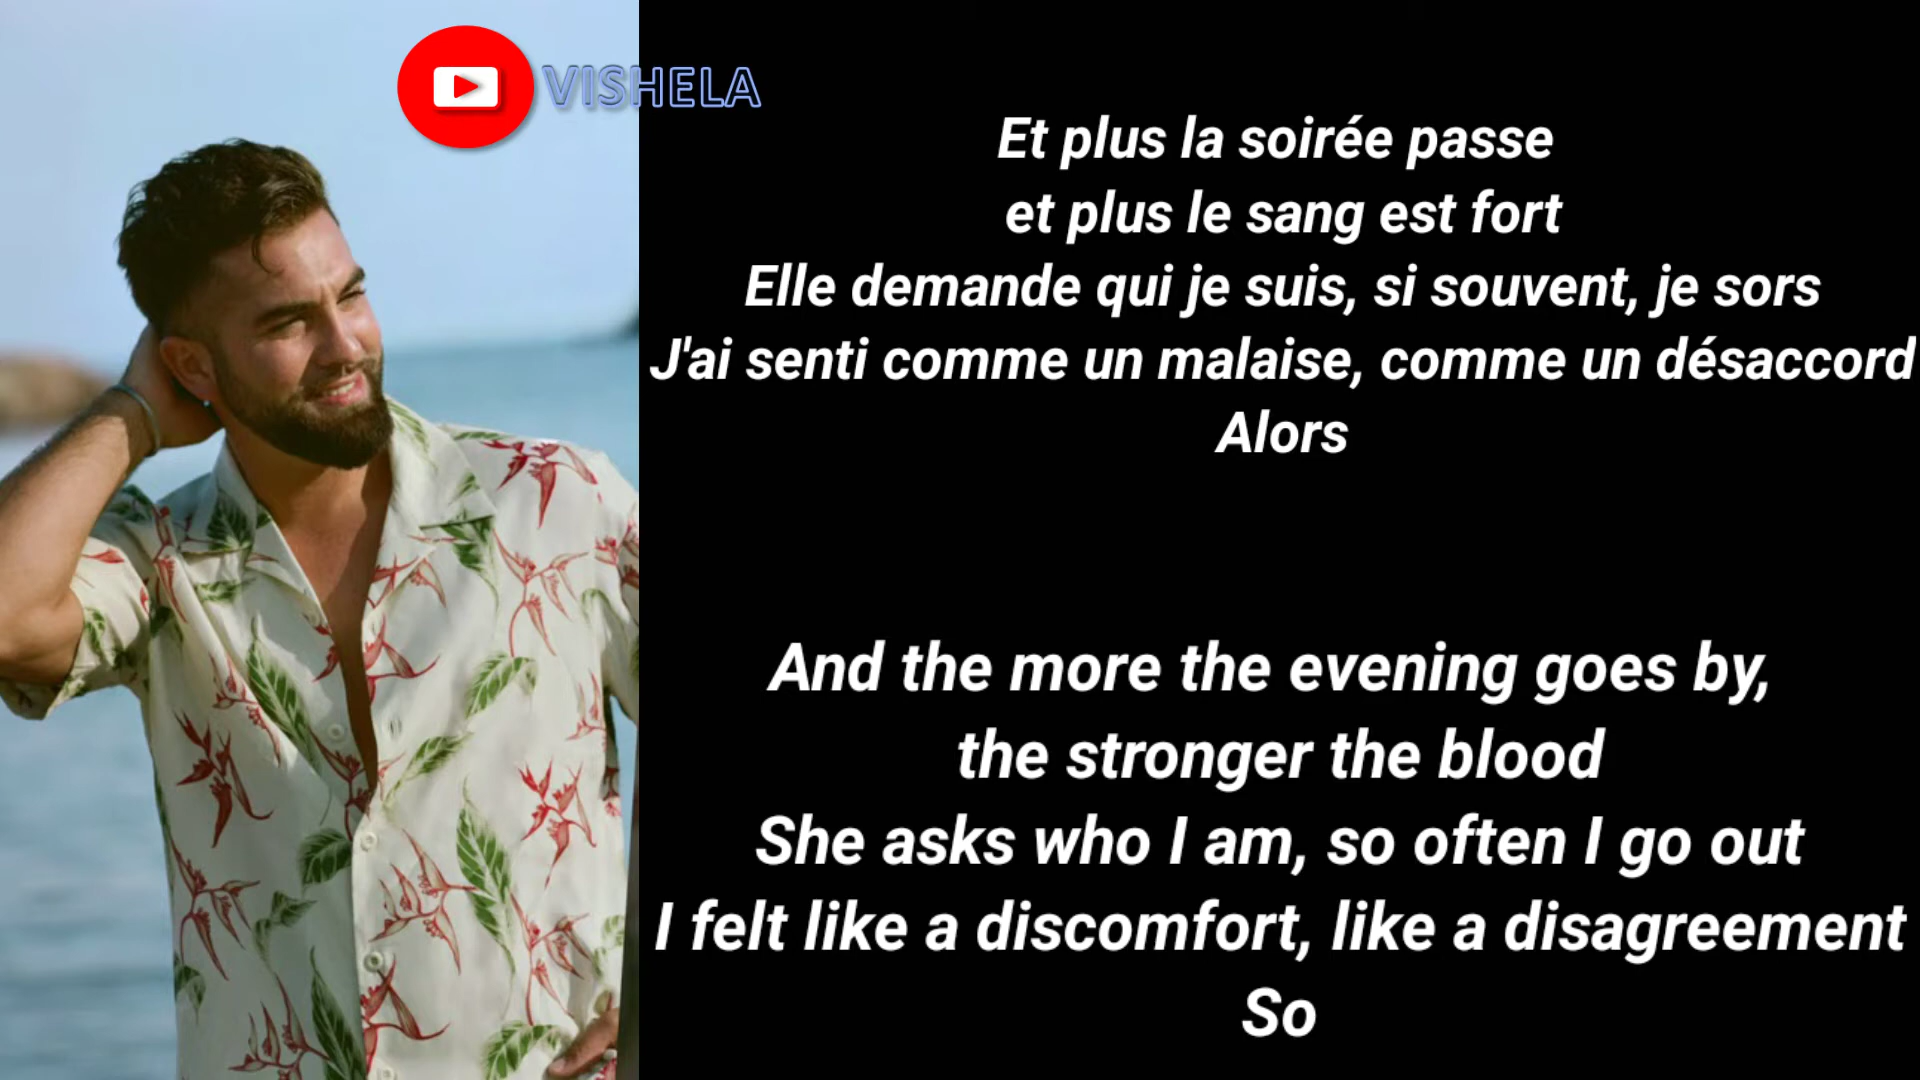 VISHELA
Et plus la soirée passe
et plus le sang est fort
Elle demande qui je suis, si souvent, je sors
J'ai senti comme un malaise, comme un désaccord
Alors
And the more the evening goes by,
the stronger the blood
She asks who I am, so often I go out
I felt like a discomfort, like a disagreement
So